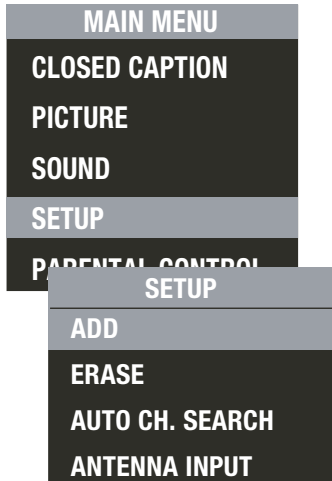 MAIN MENU
CLOSED CAPTION
PICTURE
SOUND
SETUP
PARENTAL CONTROL
SETUP
ADD
ERASE
AUTO CH. SEARCH
ANTENNA INPUT